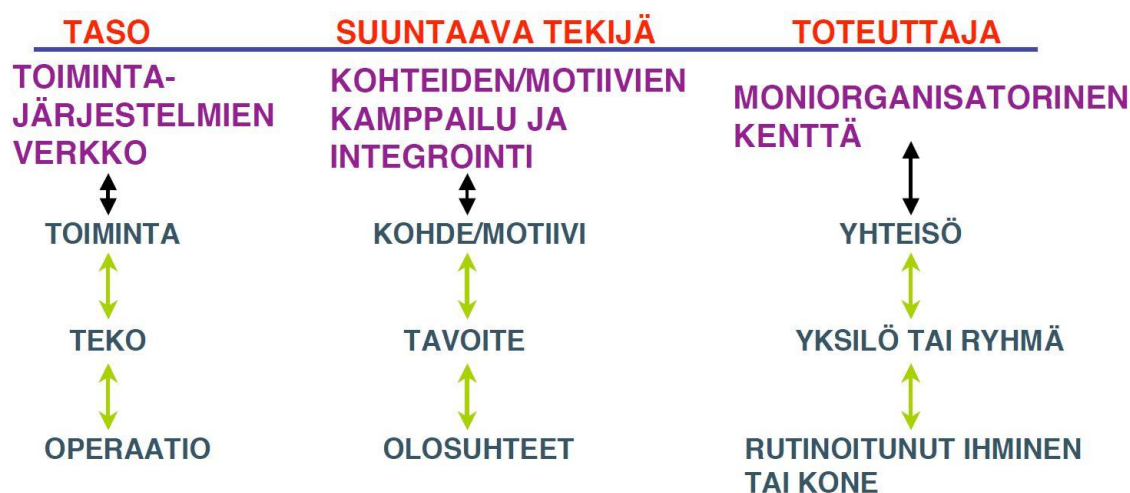 TASO SUUNTAAVA TEKIJÄ TOTEUTTAJA
TOIMINTA-
JÄRJESTELMIEN
VERKKO
KOHTEIDEN/MOTIIVIEN
KAMPPAILU JA
INTEGROINTI
MONIORGANISATORINEN
KENTTÄ
TOIMINTA KOHDE/MOTIIVI YHTEISÖ
TEKO TAVOITE YKSILÖ TAI RYHMÄ
OPERAATIO OLOSUHTEET RUTINOITUNUT IHMINEN
TAI KONE